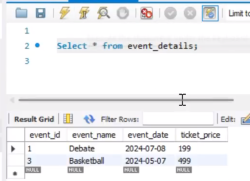 Limit to
1
2 Select * from event_details;
Result Grid Filter Rows: Edit:
event_id event_name event_date ticket_price
1 Debate 2024-07-08 199
3 Basketball 2024-05-07 499
NULL NULL NULL NULL